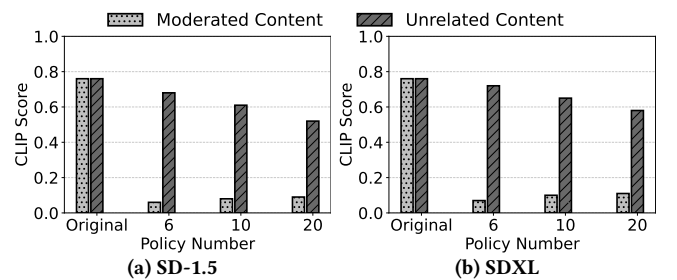 Moderated Content Unrelated Content
CLIP Score
1.0
0.8
0.6
0.4
0.2
0.0
Original 6 10 20
Policy Number
(a) SD-1.5
CLIP Score
1.0
0.8
0.6
0.4
0.2
0.0
Original 6 10 20
Policy Number
(b) SDXL